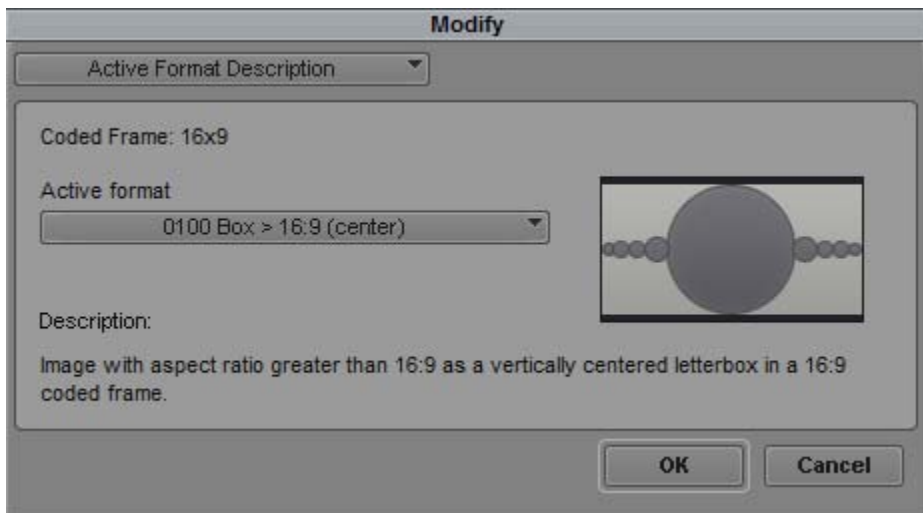 Modify
Active Format Description
Coded Frame: 16x9
Active format
0100 Box > 16:9 (center)
Description:
Image with aspect ratio greater than 16:9 as a vertically centered letterbox in a 16:9
coded frame.
OK
Cancel